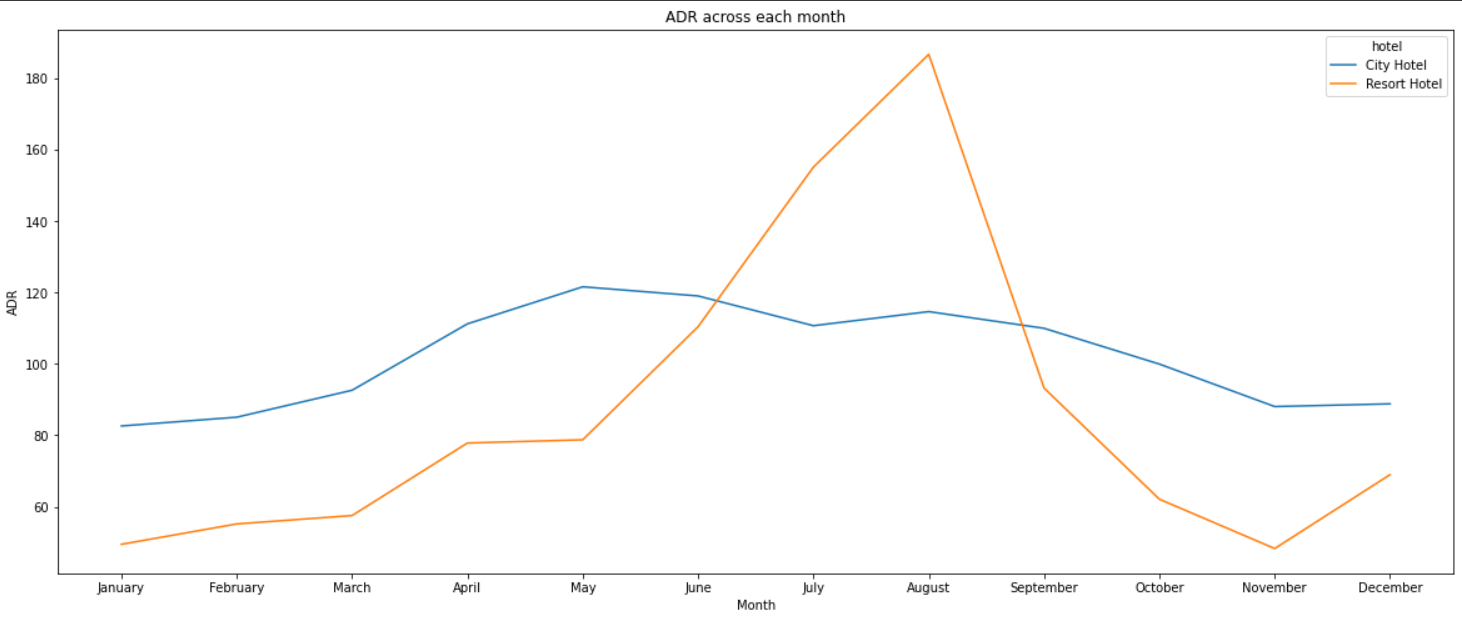 ADR across each month
hotel
City Hotel
Resort Hotel
180
160
140
120
100
80
60
ADR
January February March April May June July August September October November December
Month